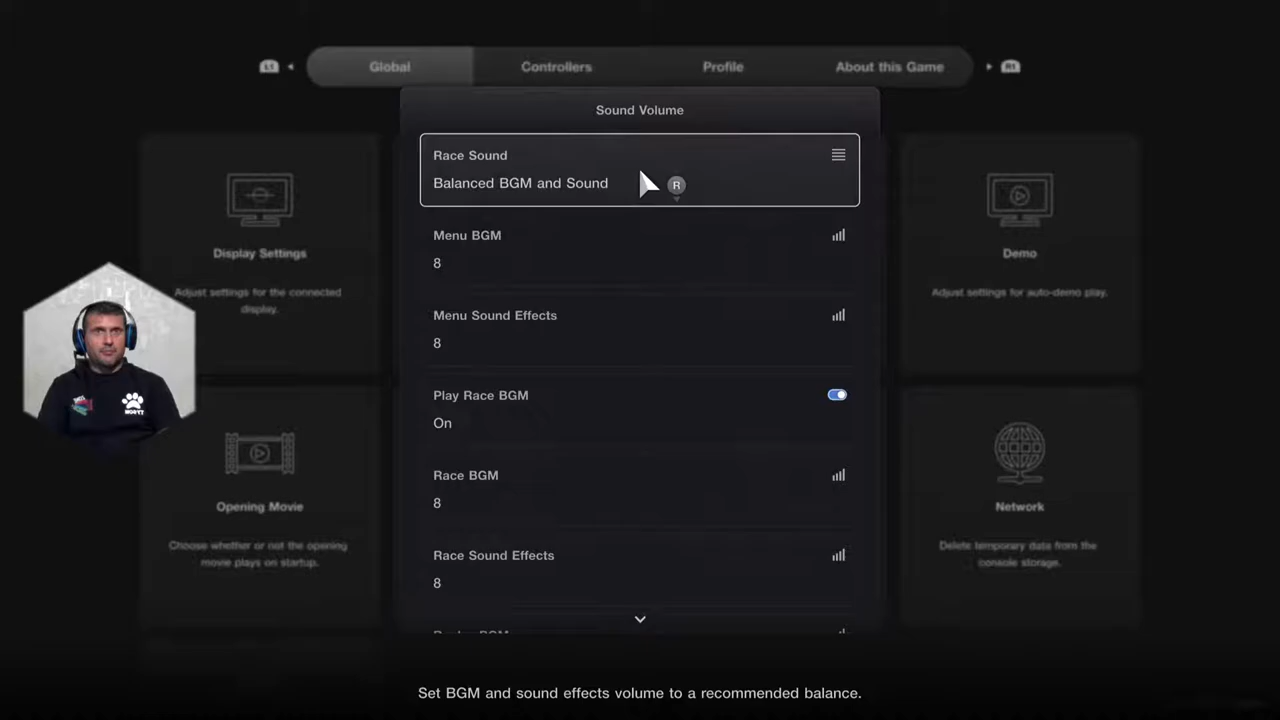 L1
Global
Controllers
Profile
About this Game
R1
Sound Volume
Race Sound
Balanced BGM and Sound
R
Menu BGM
8
Menu Sound Effects
8
Play Race BGM
On
Race BGM
8
Race Sound Effects
8
Display Settings
Adjust settings for the connected
display.
Demo
Adjust settings for auto-demo play.
Opening Movie
Choose whether or not the opening
movie plays on startup.
Network
Delete temporary data from the
console storage.
Set BGM and sound effects volume to a recommended balance.